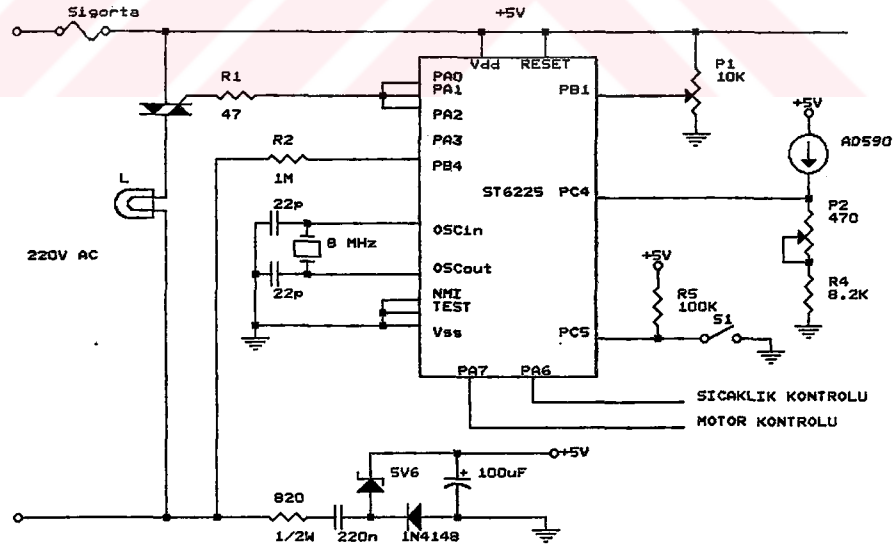 Sigorta
+5V
Vdd
RESET
P1
10K
R1
47
PA0
PA1
PA2
PA3
PB4
PB1
+5V
AD590
R2
1M
ST6225
PC4
P2
470
L
22p
OSCin
8 MHz
220V AC
OSCout
22p
+5V
R4
8.2K
NMI
TEST
Vss
R5
100K
S1
PC5
PA7
PA6
SICAKLIK KONTROLU
MOTOR KONTROLU
+5V
5V6
+
100uF
820
1/2W
220n
1N4148